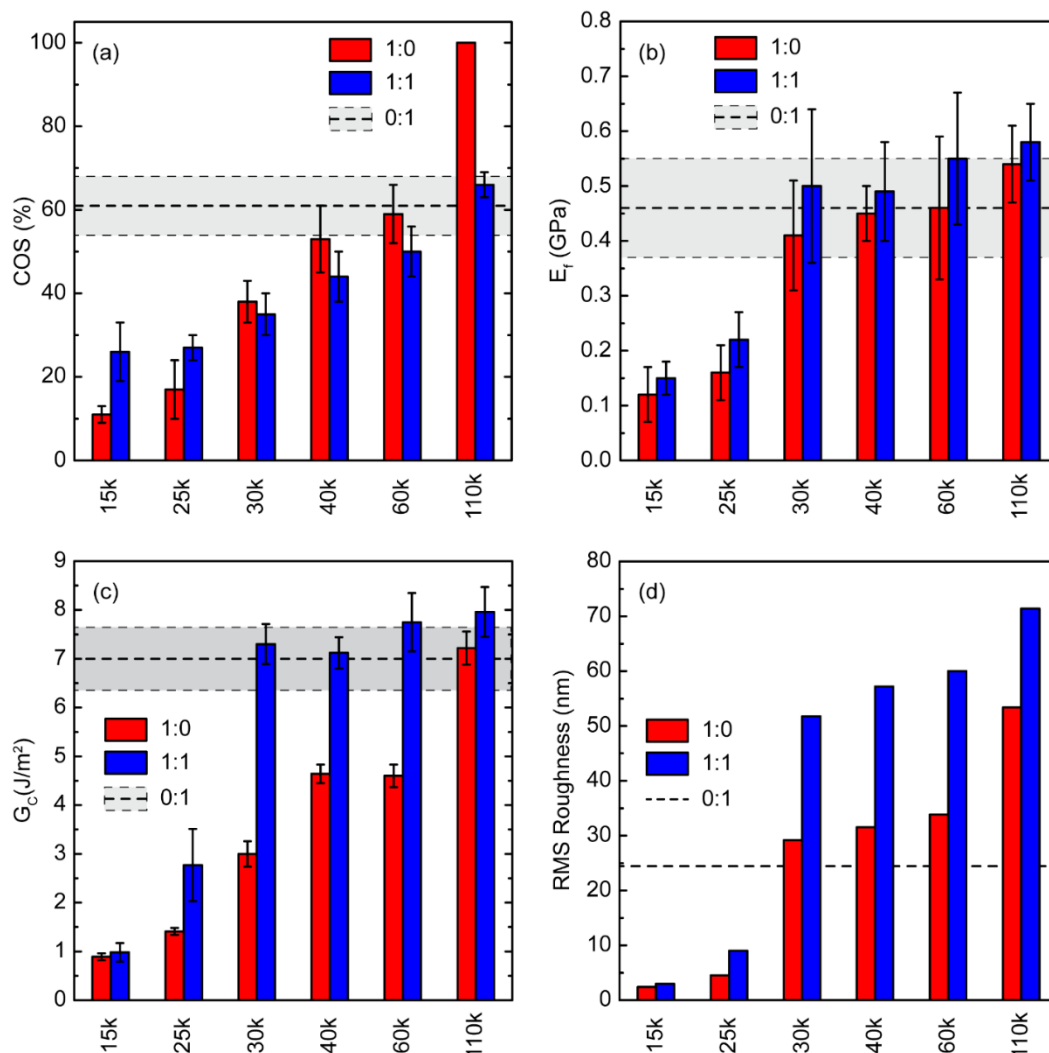 (a)
1:0
1:1
0:1
COS (%)
100
80
60
40
20
0
15k
25k
30k
40k
60k
110k
(b)
1:0
1:1
0:1
E_f (GPa)
0.8
0.7
0.6
0.5
0.4
0.3
0.2
0.1
0.0
15k
25k
30k
40k
60k
110k
(c)
1:0
1:1
0:1
G_C(J/m²)
9
8
7
6
5
4
3
2
1
0
15k
25k
30k
40k
60k
110k
(d)
1:0
1:1
0:1
RMS Roughness (nm)
80
70
60
50
40
30
20
10
0
15k
25k
30k
40k
60k
110k